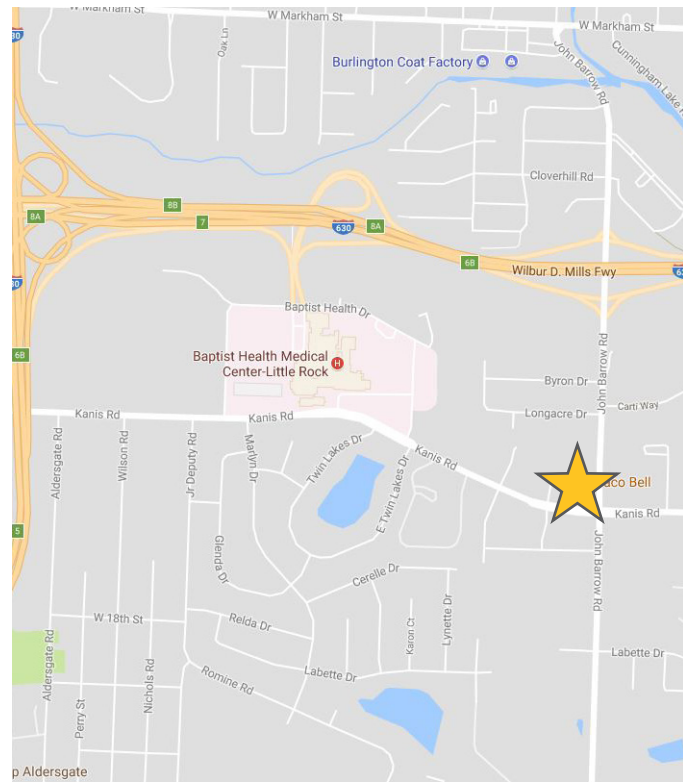 W Markham St
W Markham St
630
Oak Ln
John Barrow Rd
Cunningham Lake
Burlington Coat Factory
Cloverhill Rd
8B
8A
7
630
8A
6B
Wilbur D. Mills Fwy
Baptist Health Dr
6B
Baptist Health Medical
Center-Little Rock
H
John Barrow Rd
Byron Dr
Longacre Dr
Carti Way
Kanis Rd
Kanis Rd
Kanis Rd
Aldersgate Rd
Wilson Rd
Jr Deputy Rd
Marlyn Dr
Twin Lakes Dr
E Twin Lakes Dr
aco Bell
Kanis Rd
5
John Barrow Rd
Glenda Dr
Cerelle Dr
W 18th St
Relda Dr
Karon Ct
Lynette Dr
Aldersgate Rd
Perry St
Nichols Rd
Romine Rd
Labette Dr
Labette Dr
p Aldersgate